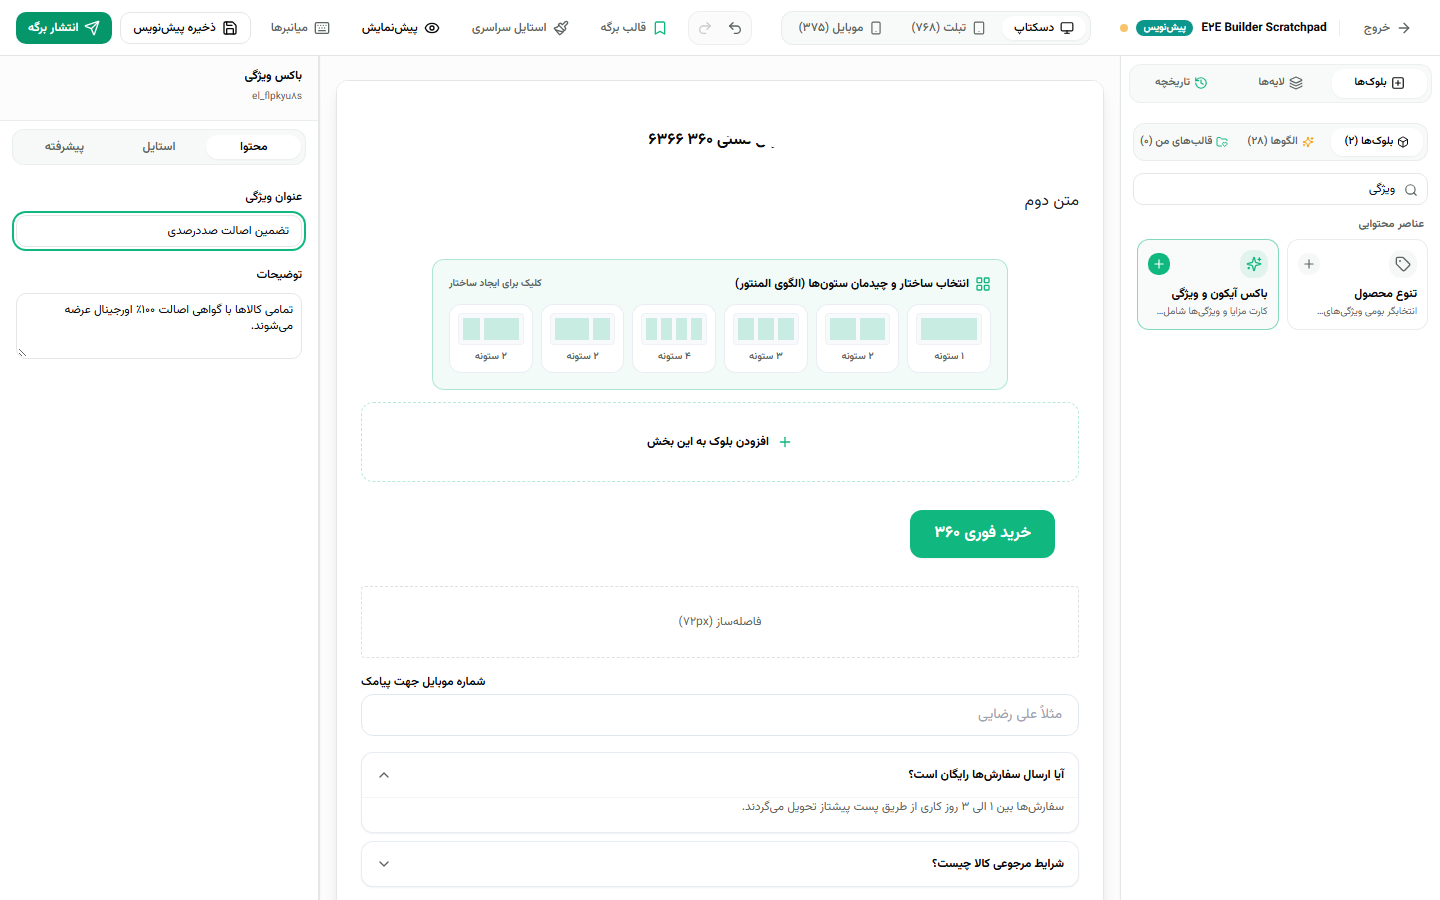 خروج
E2E Builder Scratchpad
پیش‌نویس
دسکتاپ
تبلت (۷۶۸)
موبایل (۳۷۵)
قالب برگه
استایل سراسری
پیش‌نمایش
میانبرها
ذخیره پیش‌نویس
انتشار برگه
بلوک‌ها
لایه‌ها
تاریخچه
بلوک‌ها (۲)
الگوها (۲۸)
قالب‌های من (۰)
ویژگی
عناصر محتوایی
تنوع محصول
انتخابگر بومی ویژگی‌های...
باکس آیکون و ویژگی
کارت مزایا و ویژگی‌ها شامل...
۳۶۰ ۶۳۶۶
متن دوم
انتخاب ساختار و چیدمان ستون‌ها (الگوی المنتور)
کلیک برای ایجاد ساختار
۱ ستونه
۲ ستونه
۳ ستونه
۴ ستونه
۲ ستونه
۲ ستونه
افزودن بلوک به این بخش
خرید فوری ۳۶۰
فاصله‌ساز (۷۲px)
شماره موبایل جهت پیامک
مثلاً علی رضایی
آیا ارسال سفارش‌ها رایگان است؟
سفارش‌ها بین ۱ الی ۳ روز کاری از طریق پست پیشتاز تحویل می‌گردند.
شرایط مرجوعی کالا چیست؟
باکس ویژگی
el_flpkyu۸s
محتوا
استایل
پیشرفته
عنوان ویژگی
تضمین اصالت صددرصدی
توضیحات
تمامی کالاها با گواهی اصالت ۱۰۰٪ اورجینال عرضه
می‌شوند.